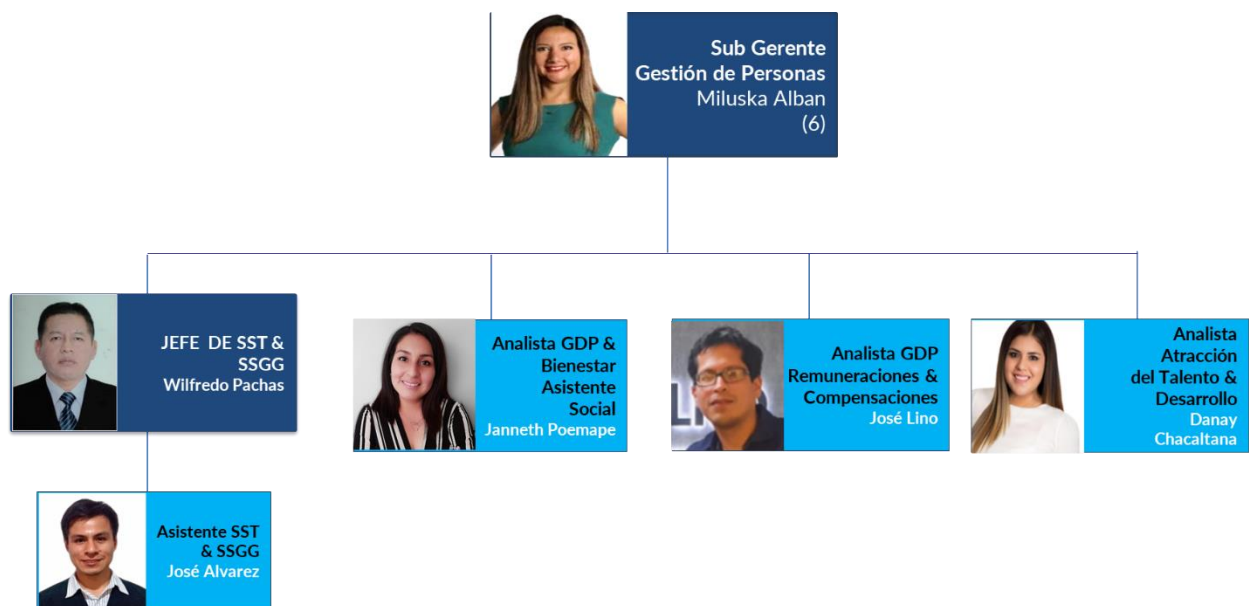 Sub Gerente
Gestión de Personas
Miluska Alban
(6)
JEFE DE SST &
SSGG
Wilfredo Pachas
Analista GDP &
Bienestar
Asistente
Social
Janneth Poemape
Analista GDP
Remuneraciones &
Compensaciones
José Lino
Analista
Atracción
del Talento &
Desarrollo
Danay
Chacaltana
Asistente SST
& SSGG
José Alvarez